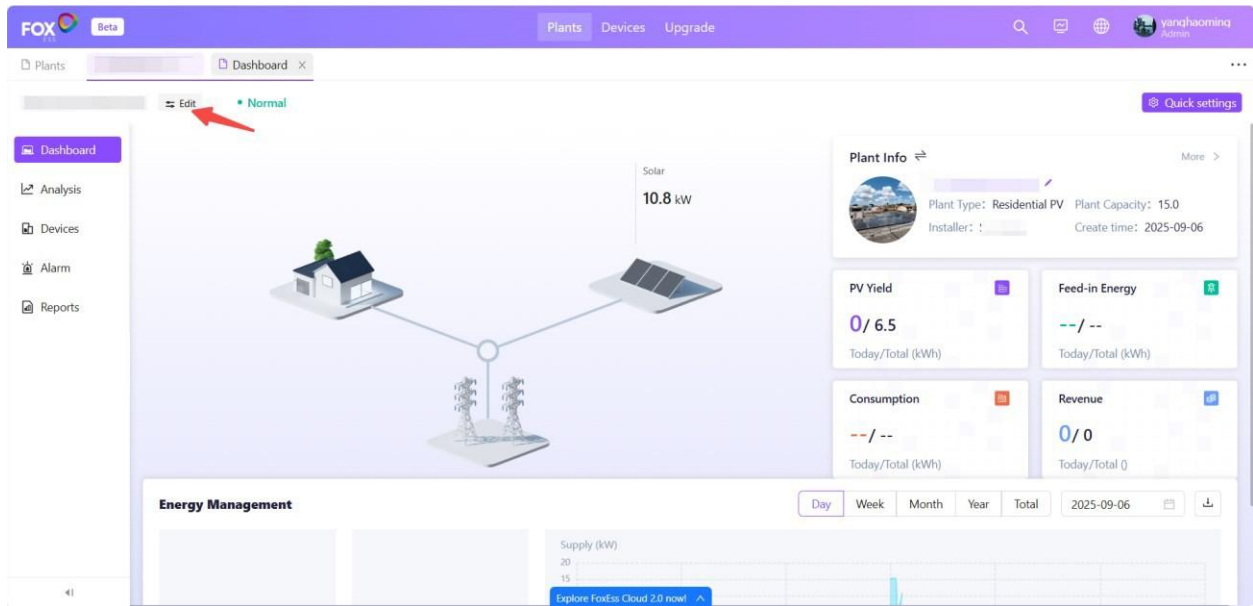 FOX ESS Beta Plants Devices Upgrade yanghaoming
Admin
Plants Dashboard × ...
Edit • Normal Quick settings
Dashboard
Analysis
Devices
Alarm
Reports
Solar
10.8 kW
Plant Info More >
Plant Type: Residential PV Plant Capacity: 15.0
Installer: Create time: 2025-09-06
PV Yield
0/ 6.5
Today/Total (kWh)
Feed-in Energy
--/ --
Today/Total (kWh)
Consumption
--/ --
Today/Total (kWh)
Revenue
0/ 0
Today/Total ()
Energy Management Day Week Month Year Total 2025-09-06
Supply (kW)
20
15
Explore FoxEss Cloud 2.0 now!